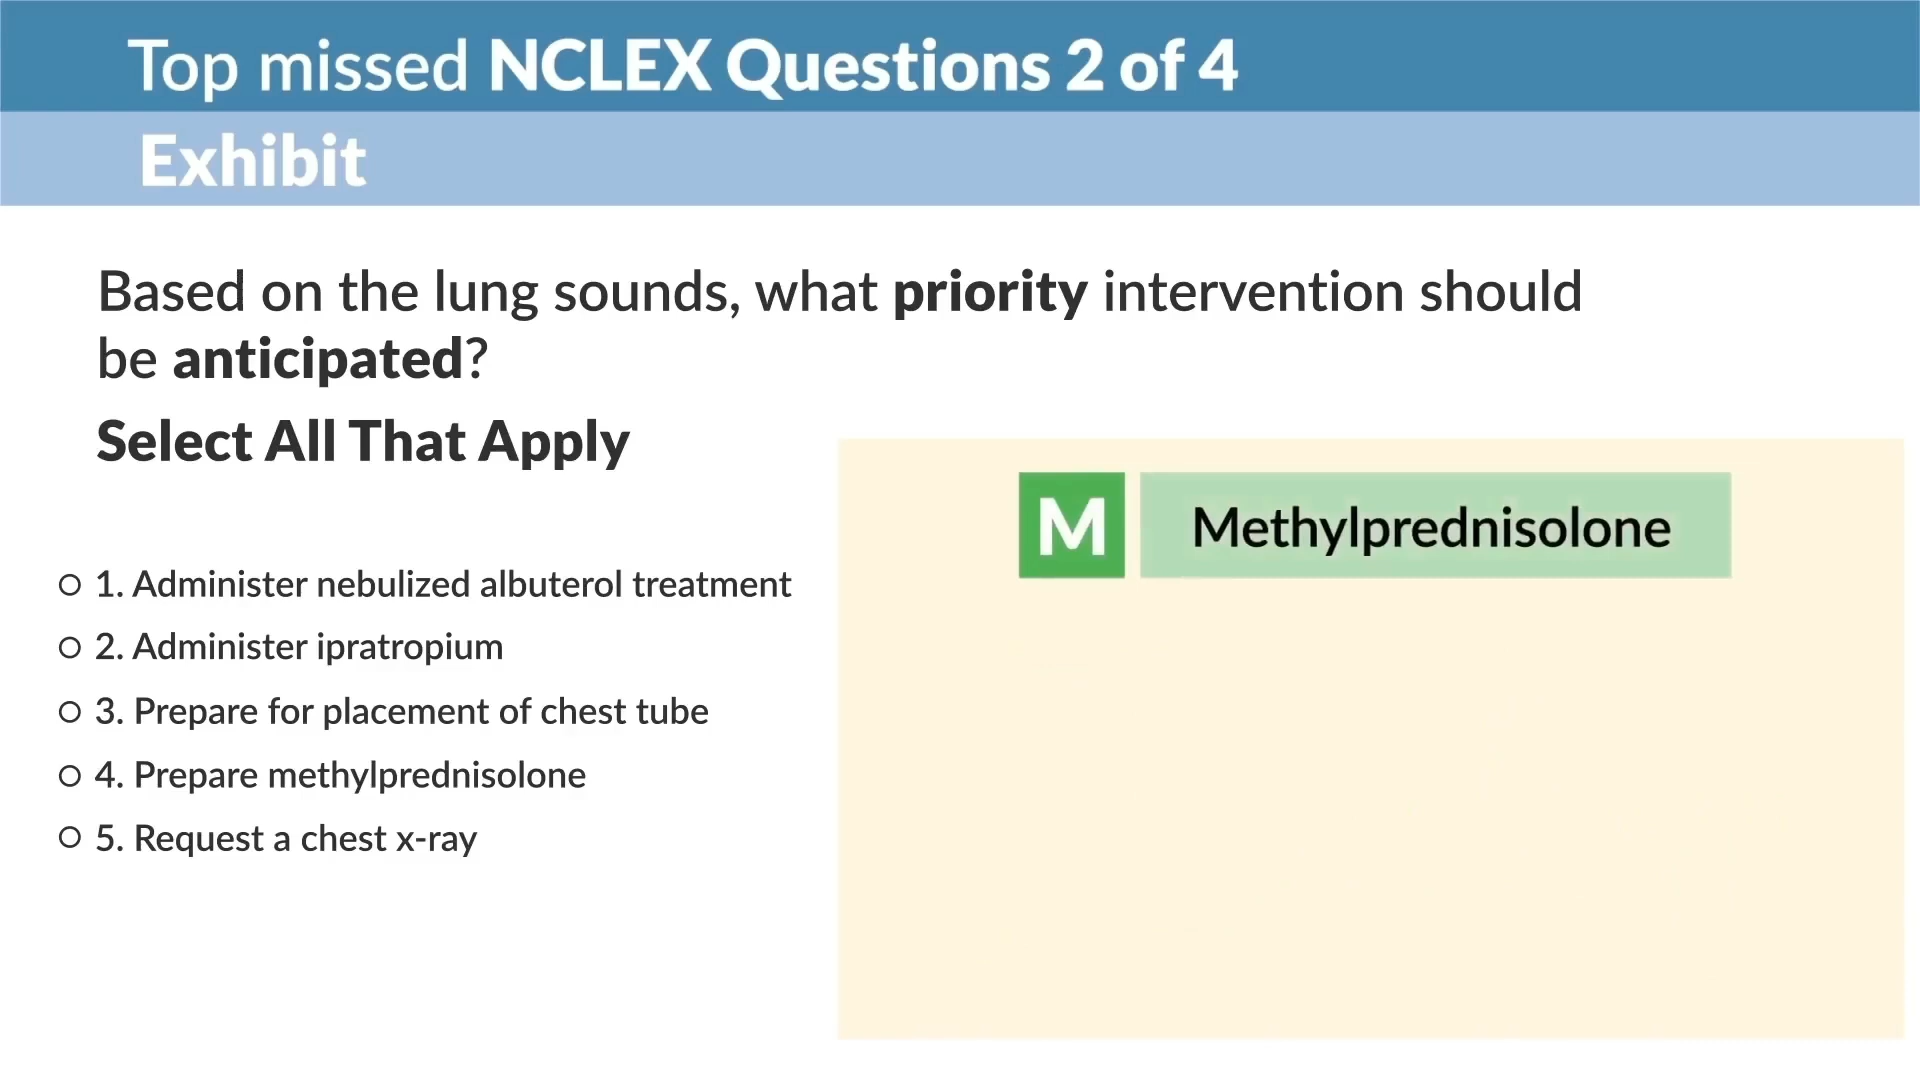 Top missed NCLEX Questions 2 of 4
Exhibit
Based on the lung sounds, what priority intervention should
be anticipated?
Select All That Apply
M Methylprednisolone
1. Administer nebulized albuterol treatment
2. Administer ipratropium
3. Prepare for placement of chest tube
4. Prepare methylprednisolone
5. Request a chest x-ray